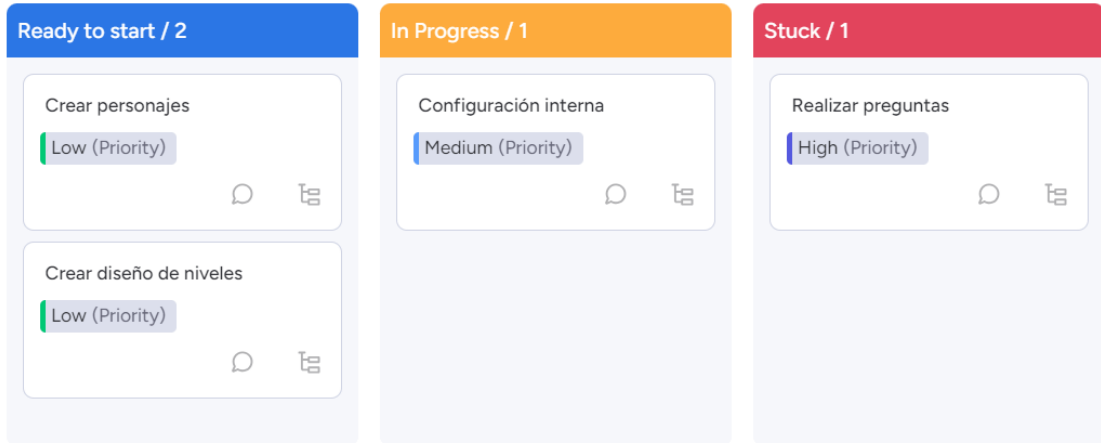 Ready to start / 2
Crear personajes
Low (Priority)
Crear diseño de niveles
Low (Priority)
In Progress / 1
Configuración interna
Medium (Priority)
Stuck / 1
Realizar preguntas
High (Priority)